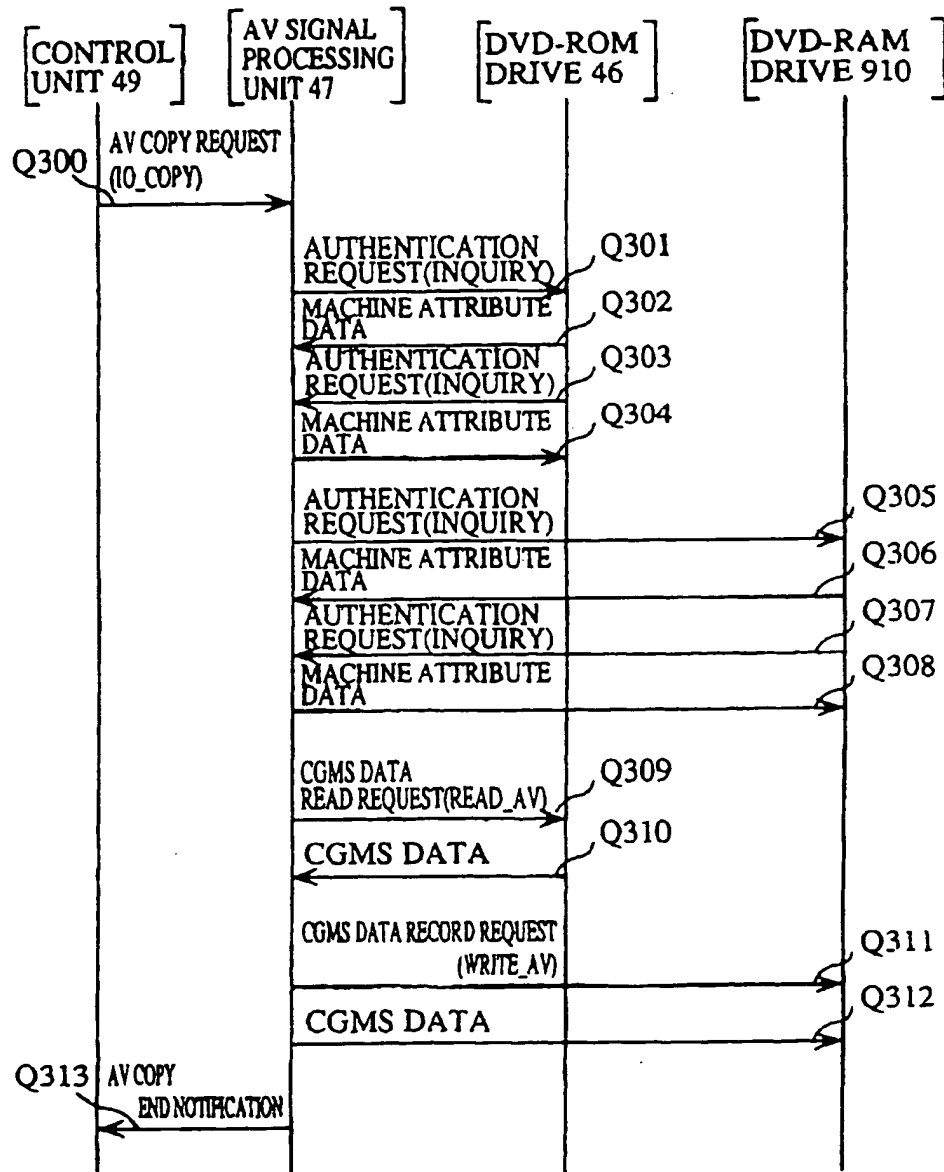 CONTROL
UNIT 49
AV SIGNAL
PROCESSING
UNIT 47
DVD-ROM
DRIVE 46
DVD-RAM
DRIVE 910
Q300
AV COPY REQUEST
(IO_COPY)
AUTHENTICATION
REQUEST(INQUIRY)
Q301
MACHINE ATTRIBUTE
DATA
Q302
AUTHENTICATION
REQUEST(INQUIRY)
Q303
MACHINE ATTRIBUTE
DATA
Q304
AUTHENTICATION
REQUEST(INQUIRY)
Q305
MACHINE ATTRIBUTE
DATA
Q306
AUTHENTICATION
REQUEST(INQUIRY)
Q307
MACHINE ATTRIBUTE
DATA
Q308
CGMS DATA
READ REQUEST(READ_AV)
Q309
CGMS DATA
Q310
CGMS DATA RECORD REQUEST
(WRITE_AV)
Q311
CGMS DATA
Q312
Q313
AV COPY
END NOTIFICATION